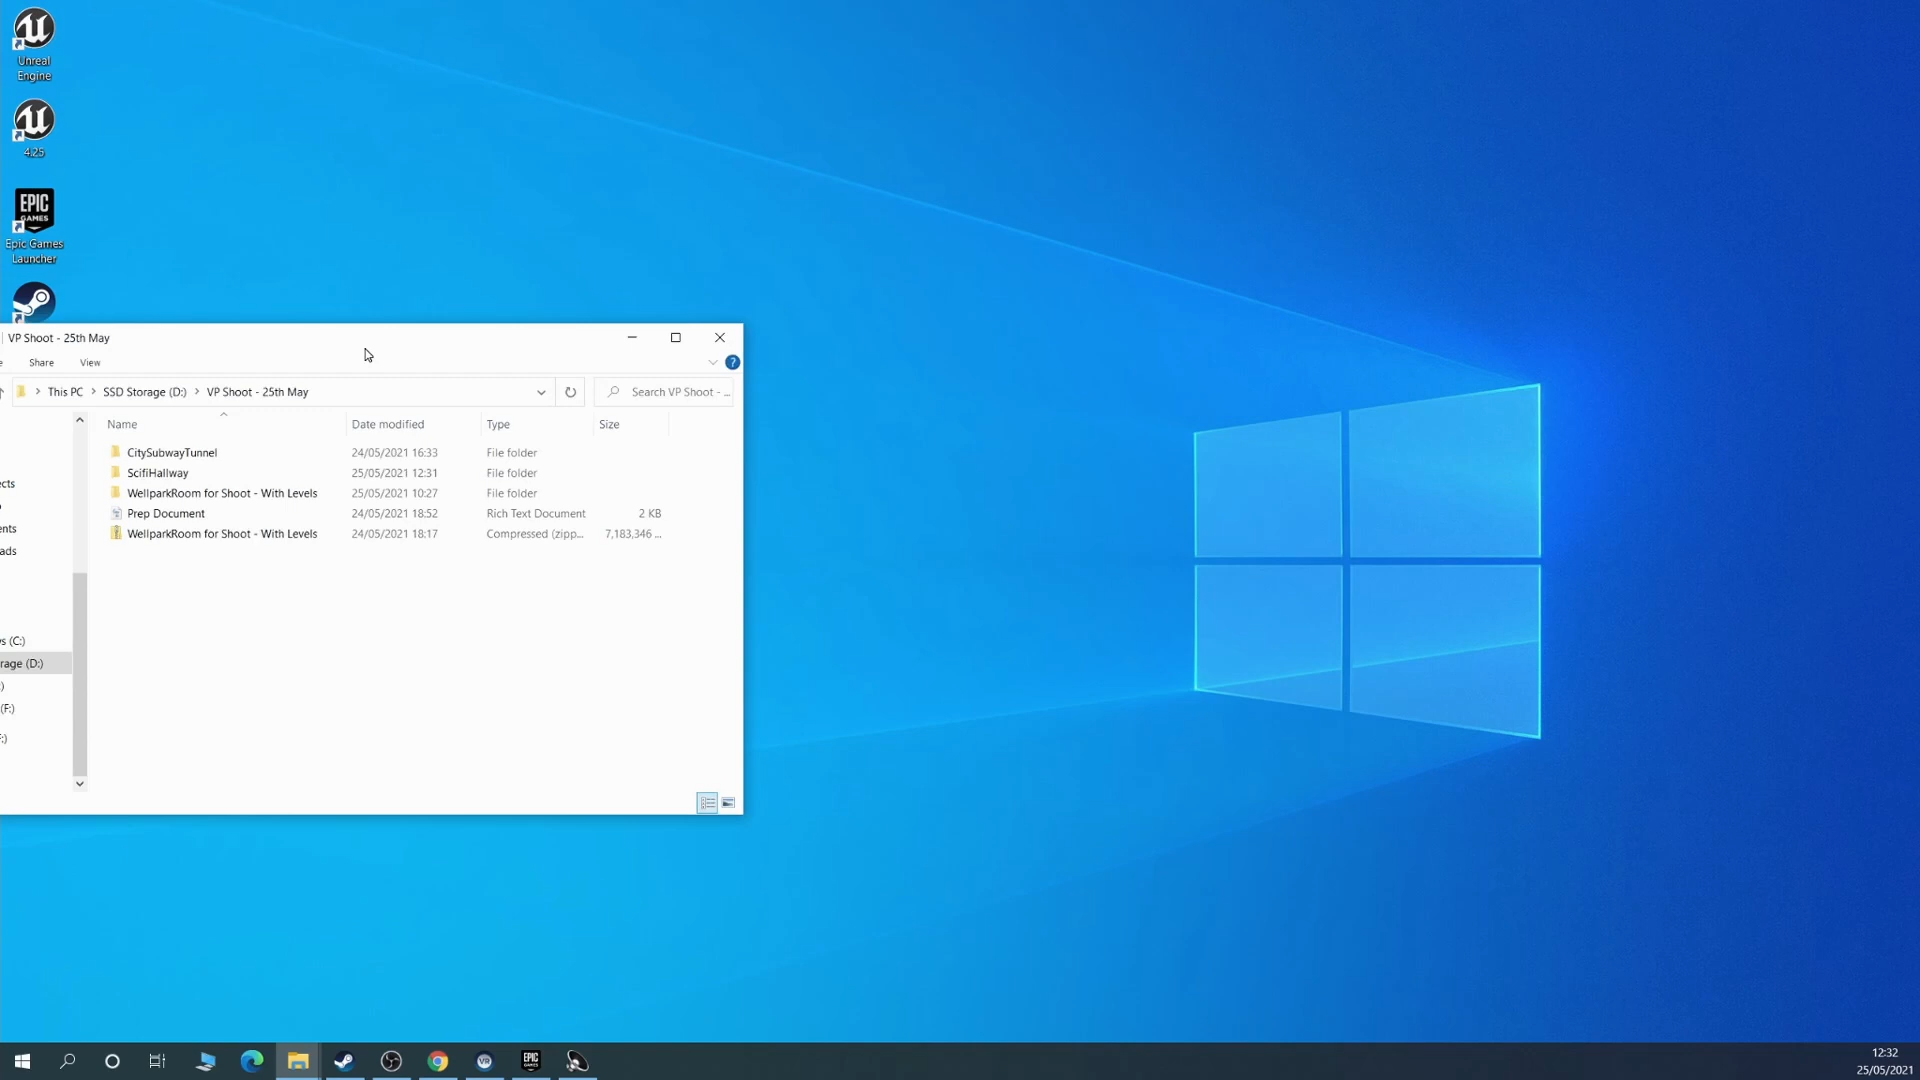 Unreal
Engine
4.25
EPIC
GAMES
Epic Games
Launcher
VP Shoot - 25th May
Share View
?
This PC > SSD Storage (D:) > VP Shoot - 25th May
Search VP Shoot - ...
Name Date modified Type Size
CitySubwayTunnel 24/05/2021 16:33 File folder
ScifiHallway 25/05/2021 12:31 File folder
WellparkRoom for Shoot - With Levels 25/05/2021 10:27 File folder
Prep Document 24/05/2021 18:52 Rich Text Document 2 KB
WellparkRoom for Shoot - With Levels 24/05/2021 18:17 Compressed (zipp... 7,183,346 ...
ects
ents
ads
s (C:)
rage (D:)
:)
(F:)
:)
VR
EPIC
GAMES
12:32
25/05/2021